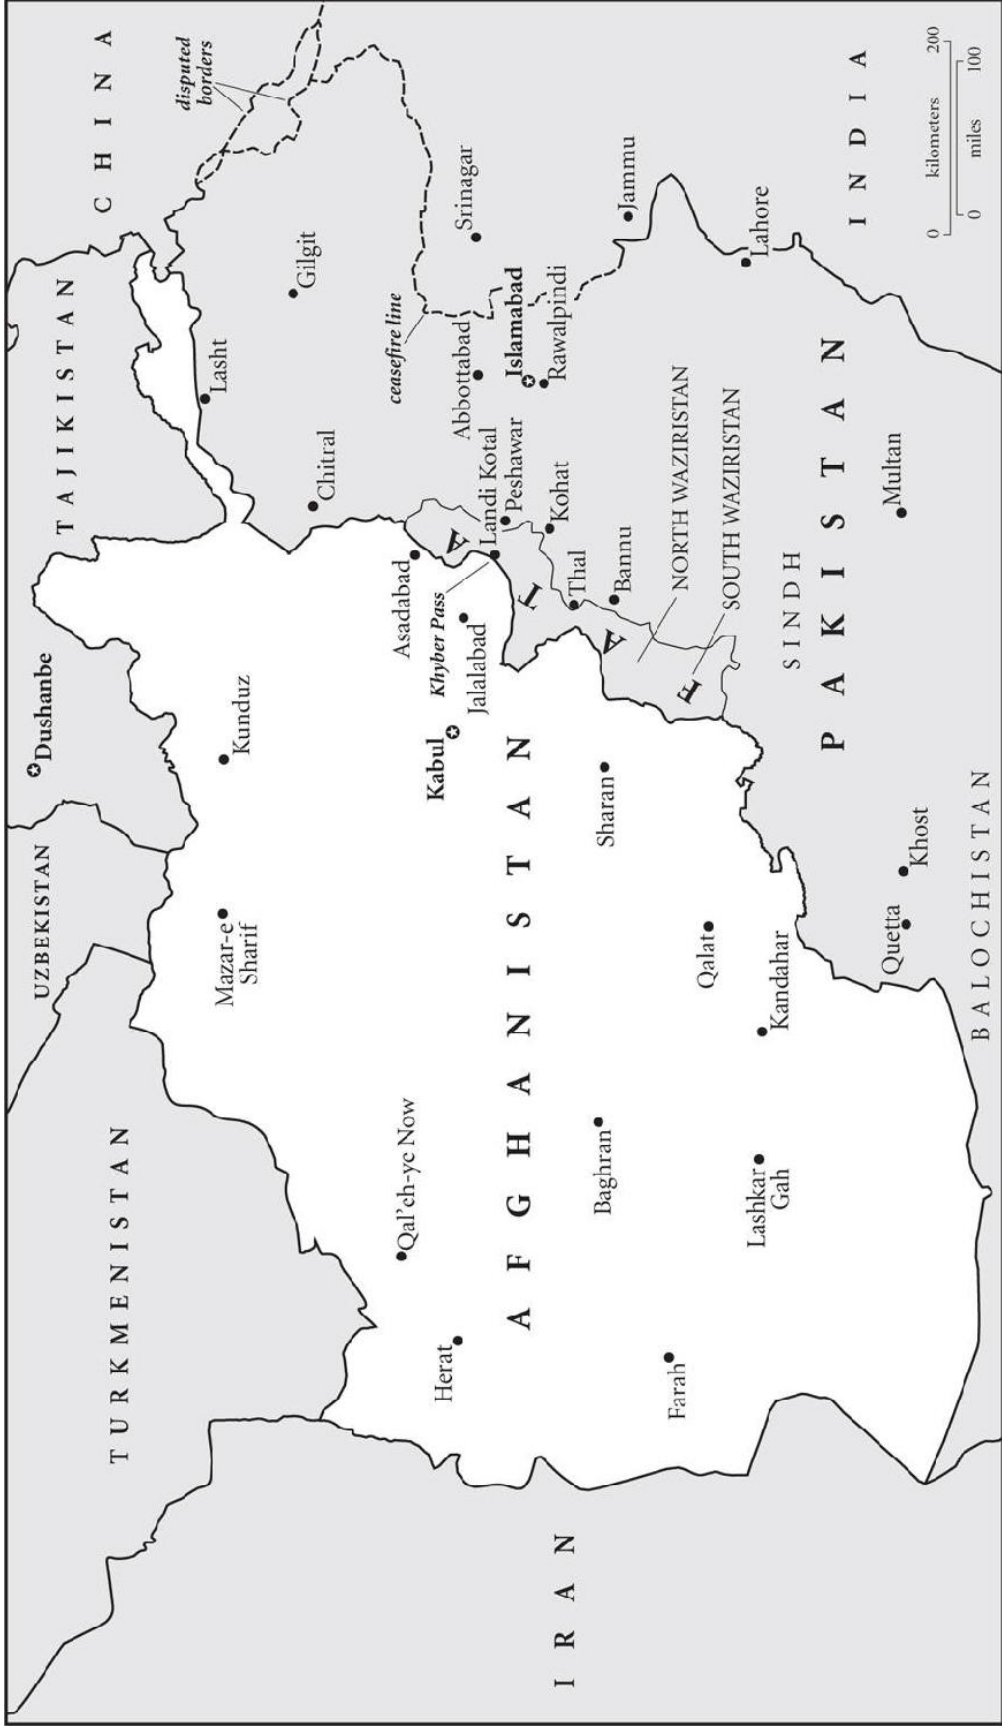 UZBEKISTAN
Dushanbe
TAJIKISTAN
CHINA
TURKMENISTAN
disputed
borders
Lasht
Mazar-e
Sharif
Kunduz
Gilgit
Chitral
ceasefire line
Qal’eh-ye Now
Asadabad
Kabul
Khyber Pass
Herat
Abbottabad
Srinagar
Jalalabad
Landi Kotal
Peshawar
Islamabad
AFGHANISTAN
Rawalpindi
Kohat
IRAN
Thal
Baghran
Sharan
Bannu
Jammu
FATA
Farah
NORTH WAZIRISTAN
Qalat
SOUTH WAZIRISTAN
Lashkar
Gah
Kandahar
Lahore
SINDH
PAKISTAN
INDIA
Quetta
Multan
Khost
BALOCHISTAN
0 kilometers 200
0 miles 100